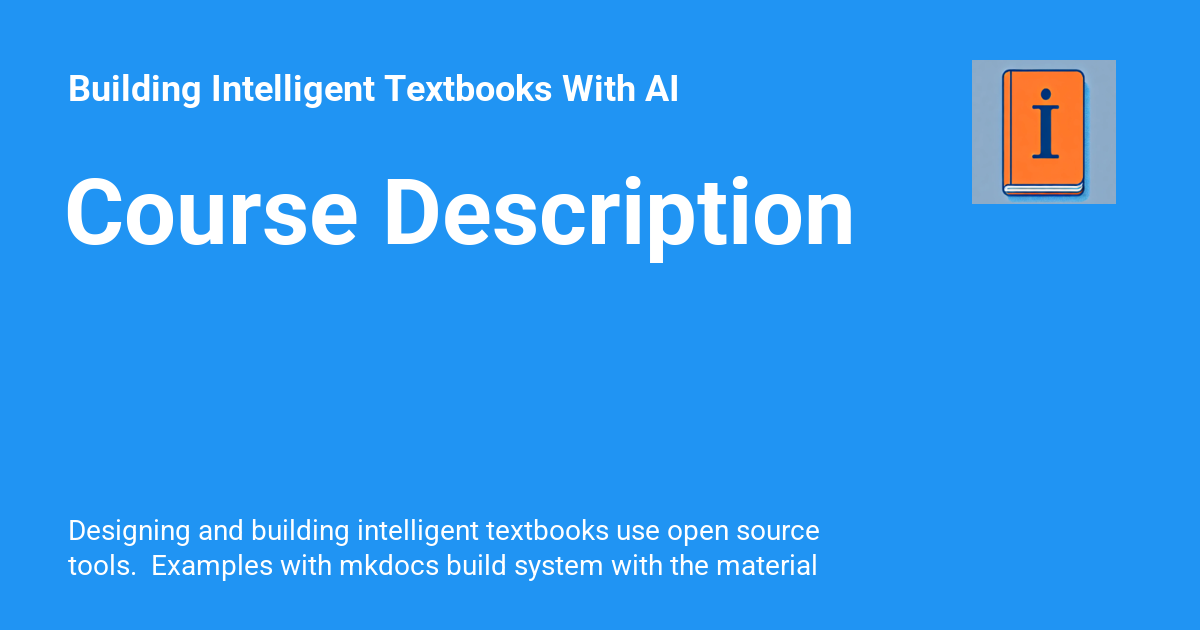 Building Intelligent Textbooks With AI
i
Course Description
Designing and building intelligent textbooks use open source
tools.  Examples with mkdocs build system with the material